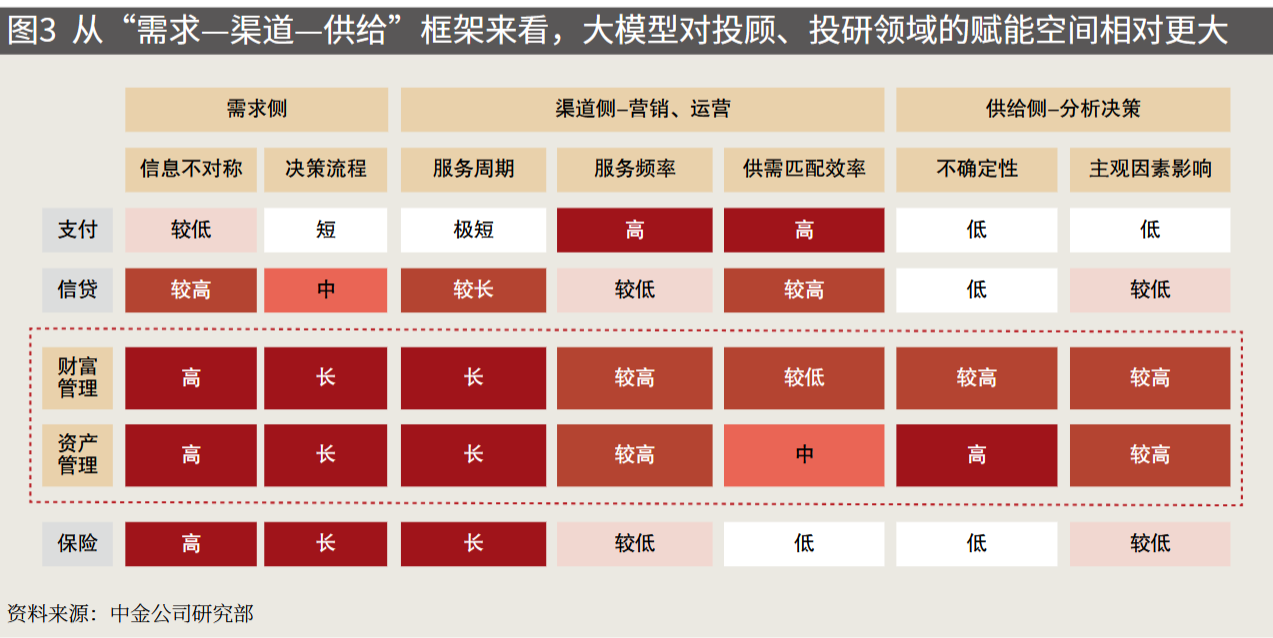 图3 从“需求—渠道—供给”框架来看，大模型对投顾、投研领域的赋能空间相对更大
需求侧 渠道侧–营销、运营 供给侧–分析决策
信息不对称 决策流程 服务周期 服务频率 供需匹配效率 不确定性 主观因素影响
支付 较低 短 极短 高 高 低 低
信贷 较高 中 较长 较低 较高 低 较低
财富
管理 高 长 长 较高 较低 较高 较高
资产
管理 高 长 长 较高 中 高 较高
保险 高 长 长 较低 低 低 较低
资料来源：中金公司研究部